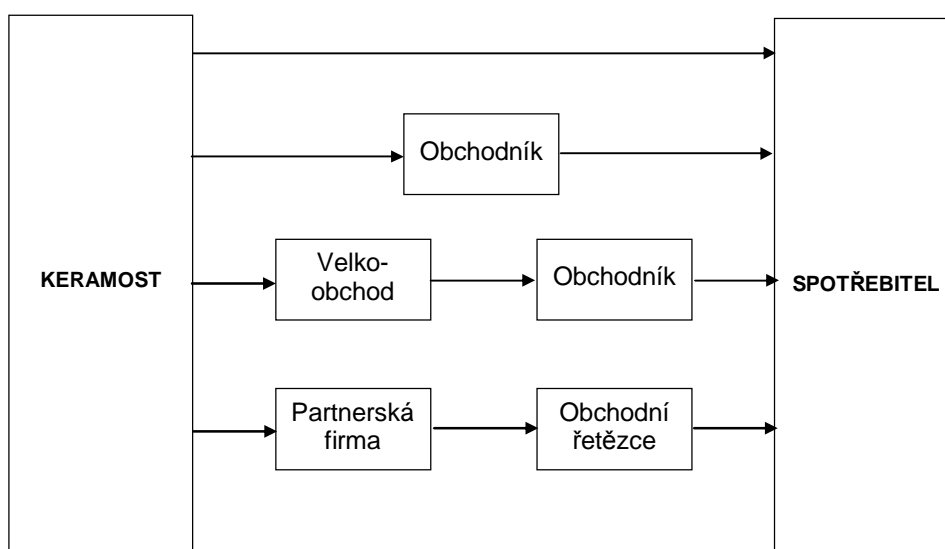 Obchodník
KERAMOST
Velko-
obchod
Obchodník
SPOTŘEBITEL
Partnerská
firma
Obchodní
řetězce